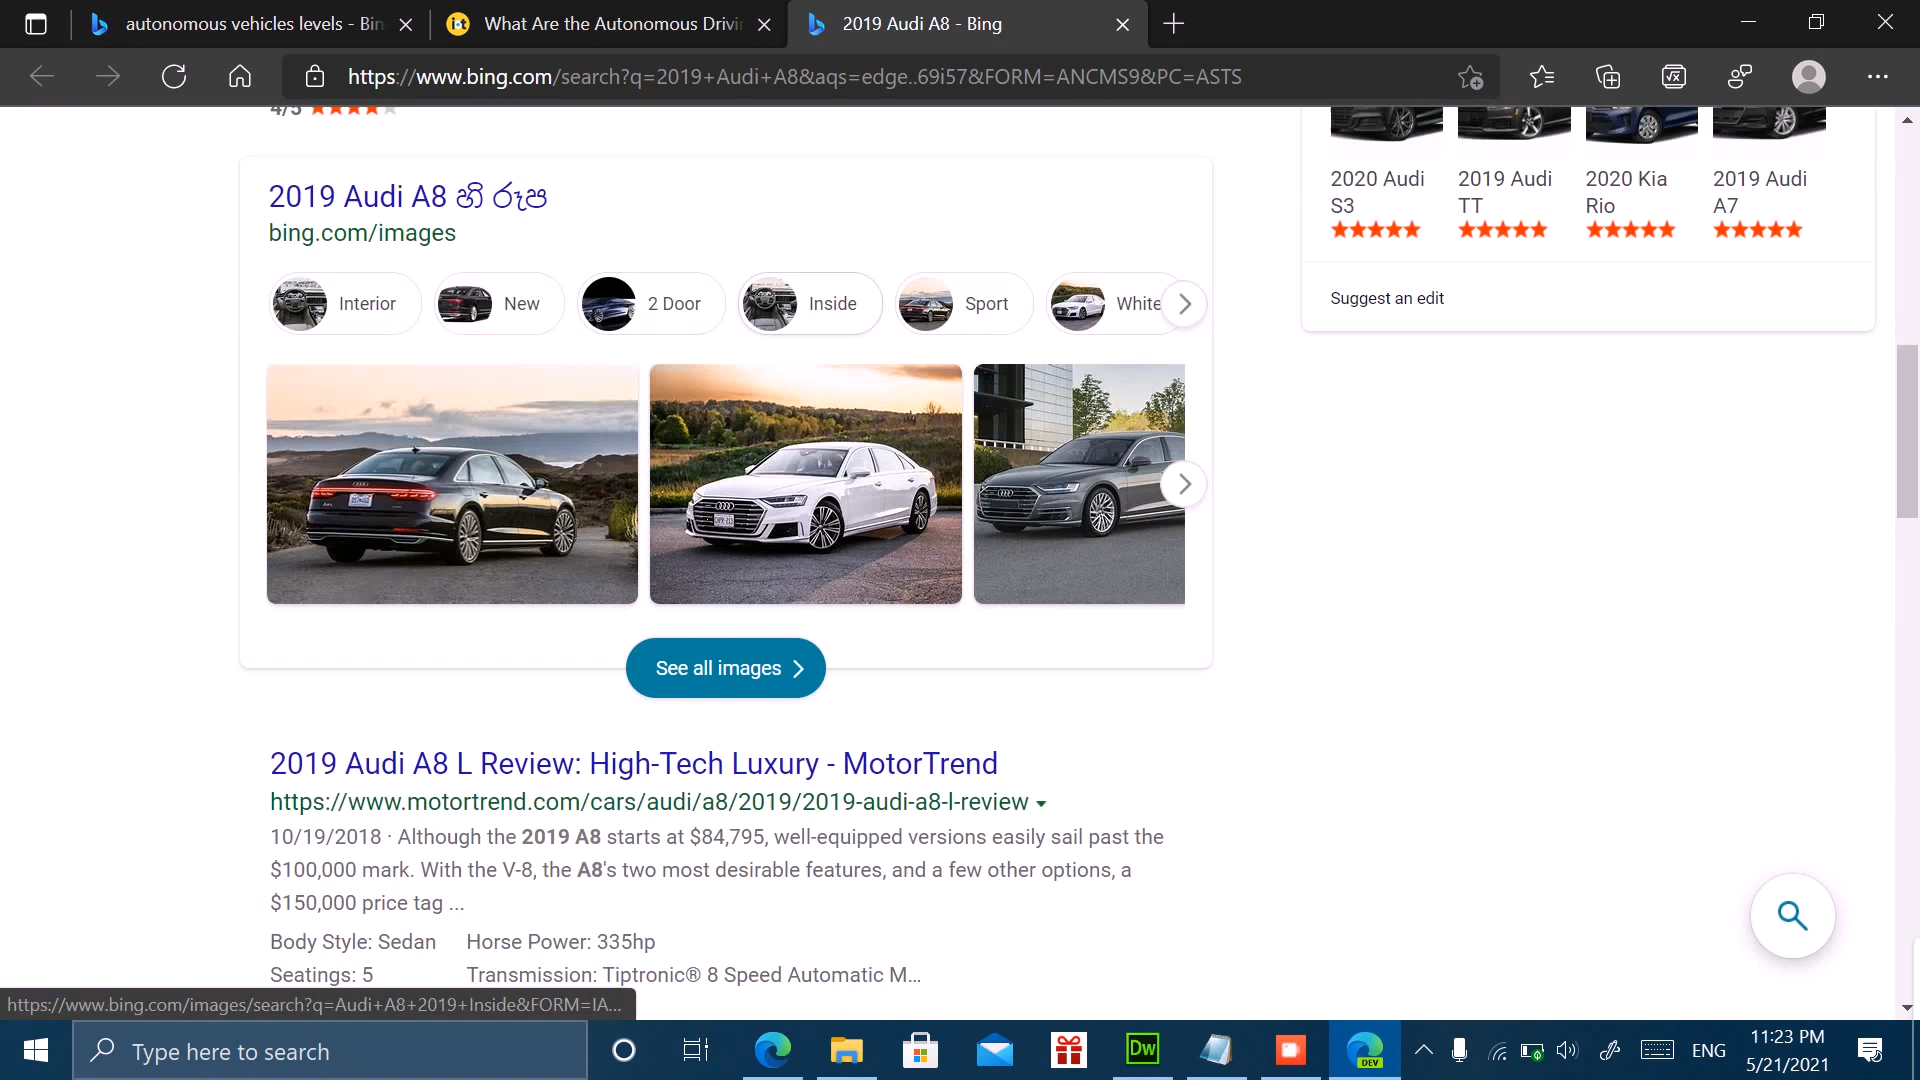 autonomous vehicles levels - Bin
What Are the Autonomous Drivin
2019 Audi A8 - Bing
https://www.bing.com/search?q=2019+Audi+A8&aqs=edge..69i57&FORM=ANCMS9&PC=ASTS
4/5
2019 Audi A8 හි රූප
bing.com/images
Interior
New
2 Door
Inside
Sport
White
See all images
2019 Audi A8 L Review: High-Tech Luxury - MotorTrend
https://www.motortrend.com/cars/audi/a8/2019/2019-audi-a8-l-review
10/19/2018 · Although the 2019 A8 starts at $84,795, well-equipped versions easily sail past the
$100,000 mark. With the V-8, the A8's two most desirable features, and a few other options, a
$150,000 price tag ...
Body Style: Sedan Horse Power: 335hp
Seatings: 5 Transmission: Tiptronic® 8 Speed Automatic M...
2020 Audi
S3
2019 Audi
TT
2020 Kia
Rio
2019 Audi
A7
Suggest an edit
https://www.bing.com/images/search?q=Audi+A8+2019+Inside&FORM=IA...
Type here to search
Dw
DEV
ENG
11:23 PM
5/21/2021